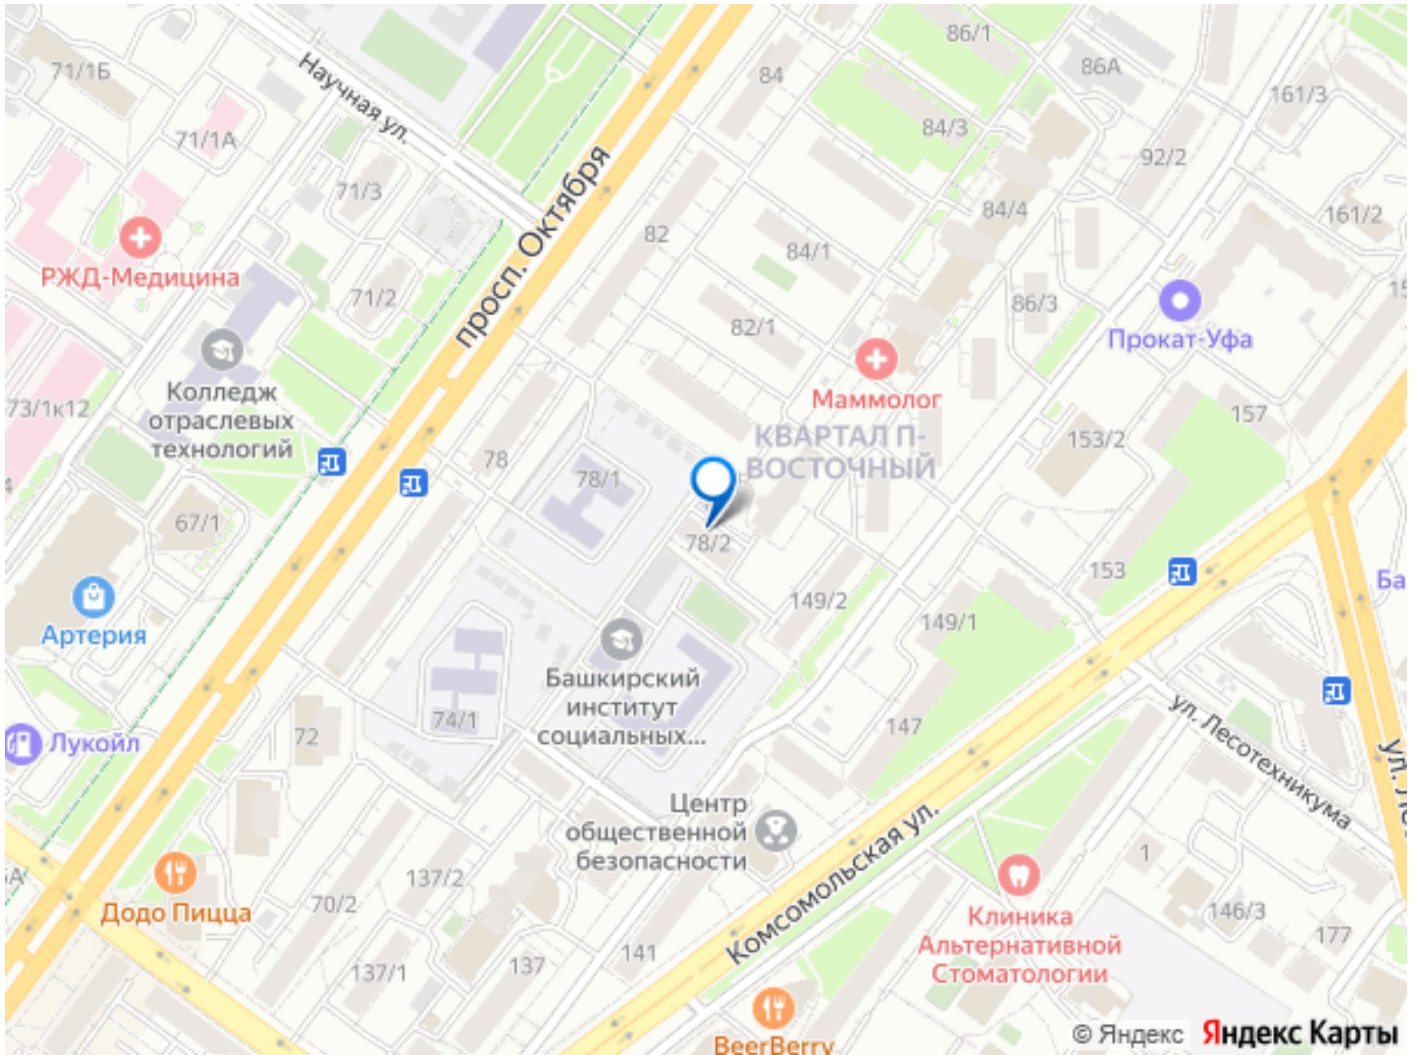 86/1
71/1Б
84
86А
161/3
Научная ул.
71/1А
84/3
92/2
71/3
просп. Октября
84/4
161/2
82
84/1
РЖД-Медицина
71/2
86/3
82/1
Прокат-Уфа
Колледж
отраслевых
технологий
Маммолог
73/1к12
157
КВАРТАЛ П-
ВОСТОЧНЫЙ
153/2
78
78/1
67/1
78/2
153
149/2
Ба
Артерия
149/1
Башкирский
институт
социальных...
74/1
72
147
Лукойл
ул. Лесотехникума
Центр
общественной
безопасности
Комсомольская ул.
1
137/2
Додо Пицца
70/2
Клиника
Альтернативной
Стоматологии
146/3
177
141
137
137/1
BeerBerry
© Яндекс Яндекс Карты